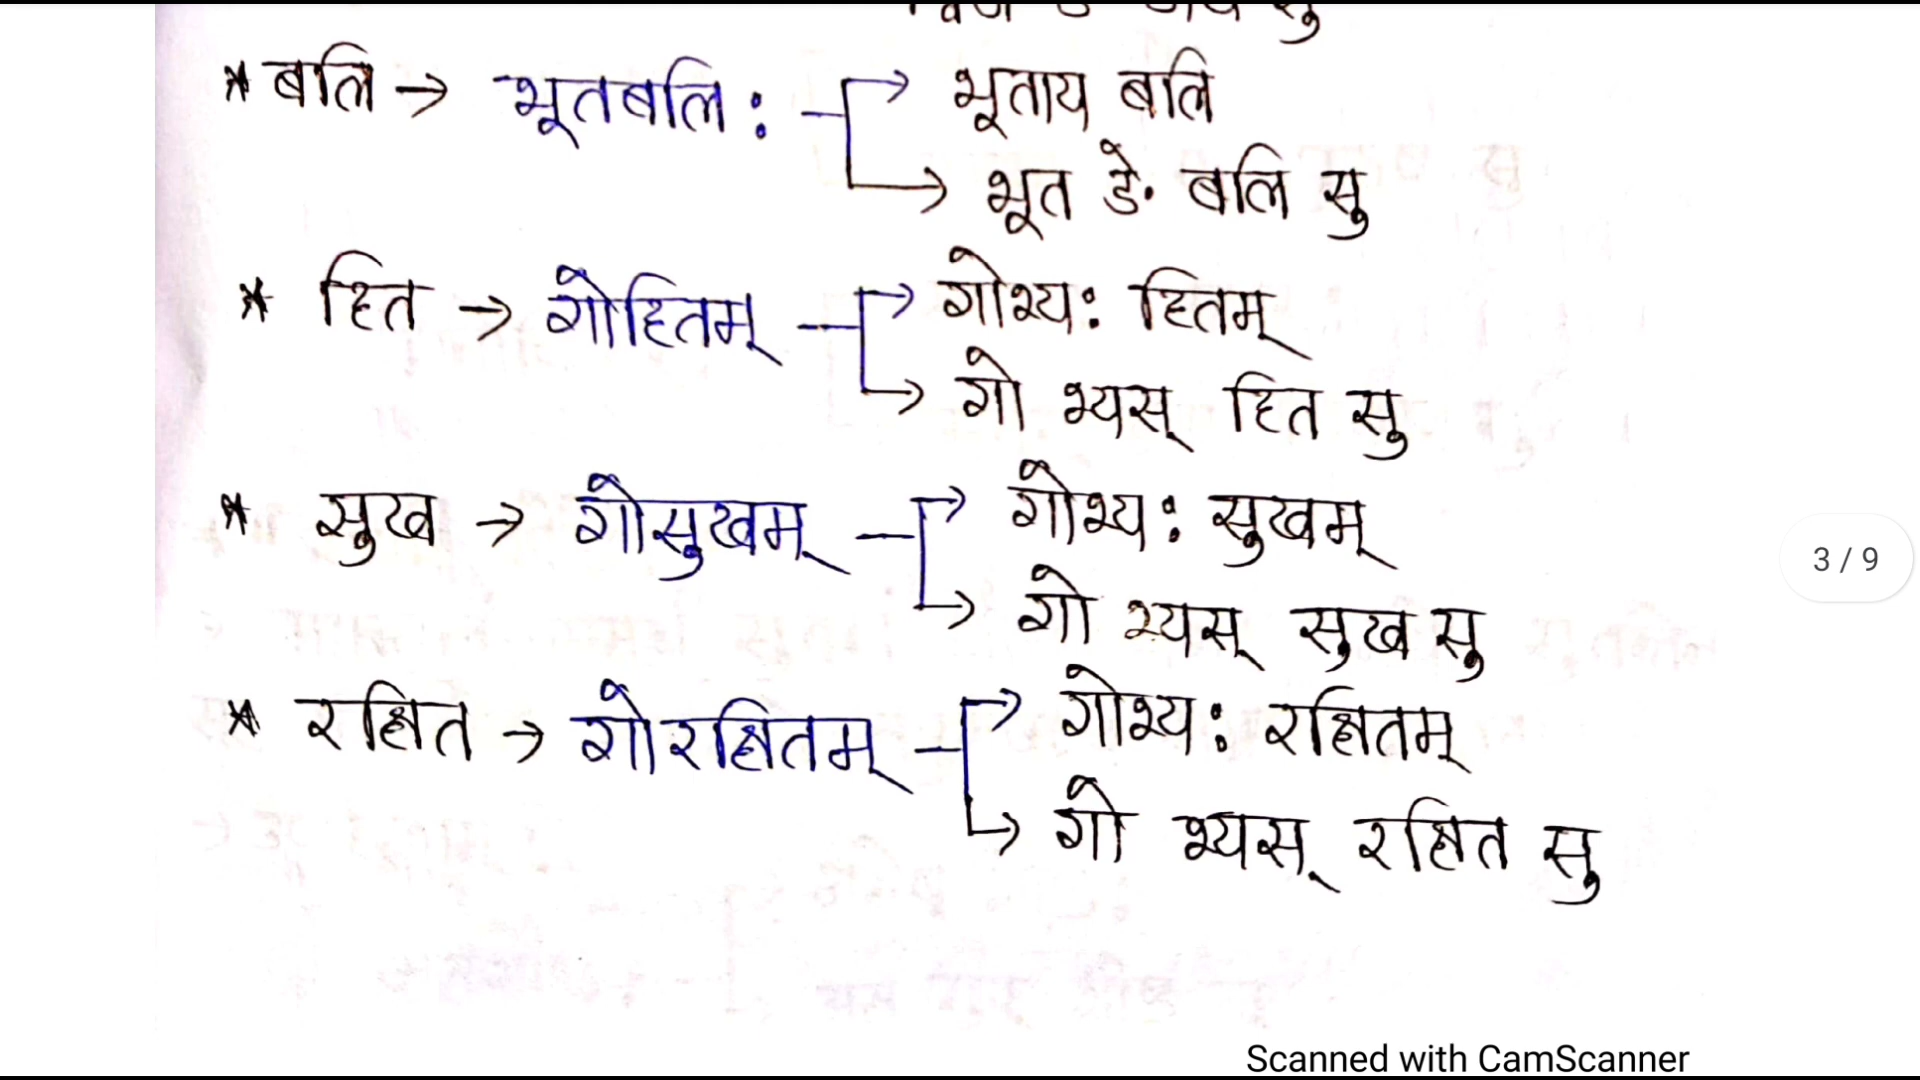 * बलि → भूतबलि: → भूताय बलि
→ भूत ङे. बलि सु
* हित → गोहितम् → गोभ्य: हितम्
→ गो भ्यस् हित सु
* सुख → गोसुखम् → गोभ्य: सुखम्
→ गो भ्यस् सुख सु
* रक्षित → गोरक्षितम् → गोभ्य: रक्षितम्
→ गो भ्यस् रक्षित सु
3 / 9
Scanned with CamScanner